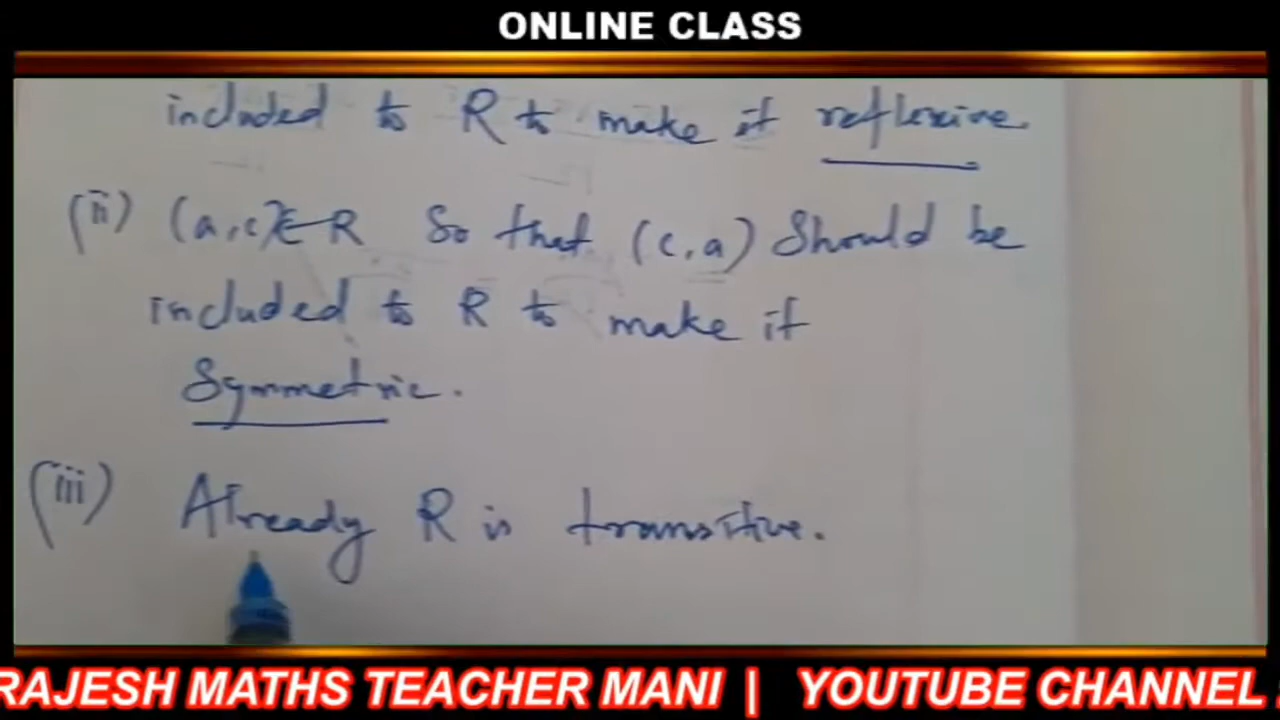 ONLINE CLASS
included to R to make it reflexive
(ii) (a,c)∈R So that (c,a) Should be
included to R to make it
Symmetric.
(iii) Already R is transitive.
RAJESH MATHS TEACHER MANI | YOUTUBE CHANNEL